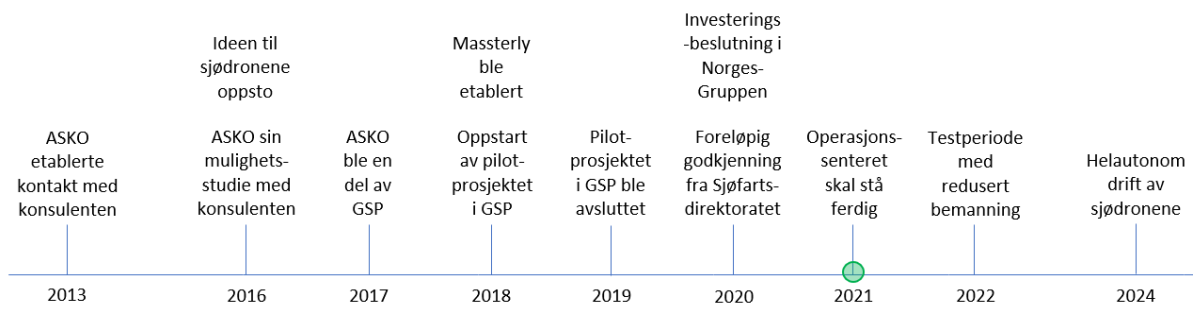 ASKO
etablerte
kontakt med
konsulenten
Ideen til
sjødronene
oppsto
ASKO sin
mulighets-
studie med
konsulenten
ASKO
ble en
del av
GSP
Massterly
ble
etablert
Oppstart
av pilot-
prosjektet
i GSP
Pilot-
prosjektet
i GSP ble
avsluttet
Investerings
-beslutning i
Norges-
Gruppen
Foreløpig
godkjenning
fra Sjøfarts-
direktoratet
Operasjons-
senteret
skal stå
ferdig
Testperiode
med
redusert
bemanning
Helautonom
drift av
sjødronene
2013
2016
2017
2018
2019
2020
2021
2022
2024